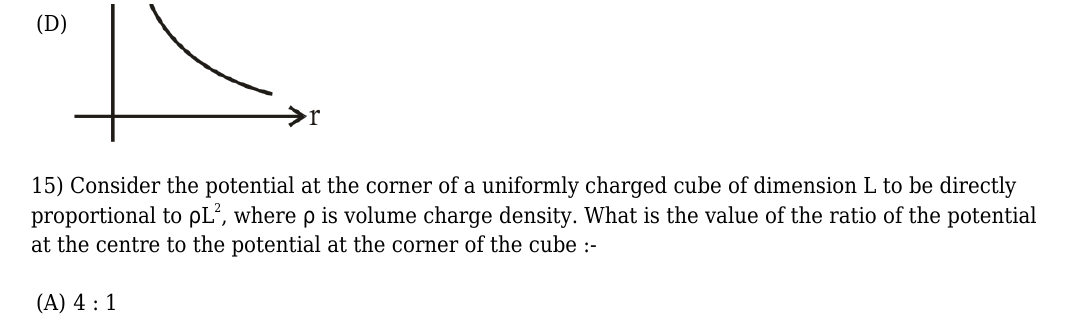 (D)
r
15) Consider the potential at the corner of a uniformly charged cube of dimension L to be directly
proportional to ρL², where ρ is volume charge density. What is the value of the ratio of the potential
at the centre to the potential at the corner of the cube :-
(A) 4 : 1